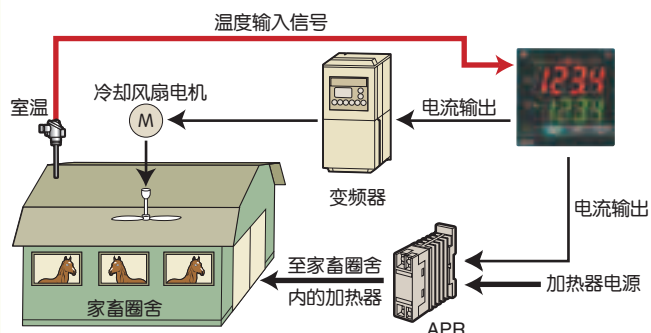 温度输入信号
室温
冷却风扇电机
M
电流输出
1234
1234
变频器
电流输出
至家畜圈舍
内的加热器
加热器电源
家畜圈舍
APR